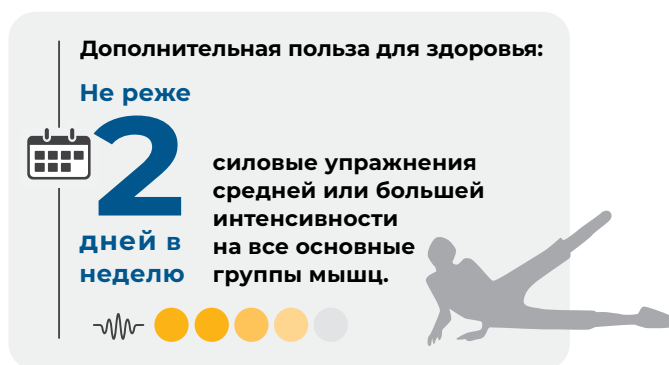 Дополнительная польза для здоровья:
Не реже
2
дней в
неделю
силовые упражнения
средней или большей
интенсивности
на все основные
группы мышц.